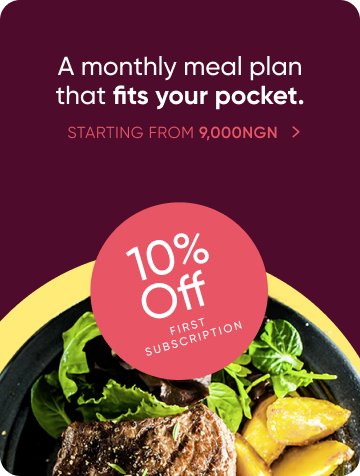 A monthly meal plan
that fits your pocket.
STARTING FROM 9,000NGN >
10%
Off
FIRST
SUBSCRIPTION